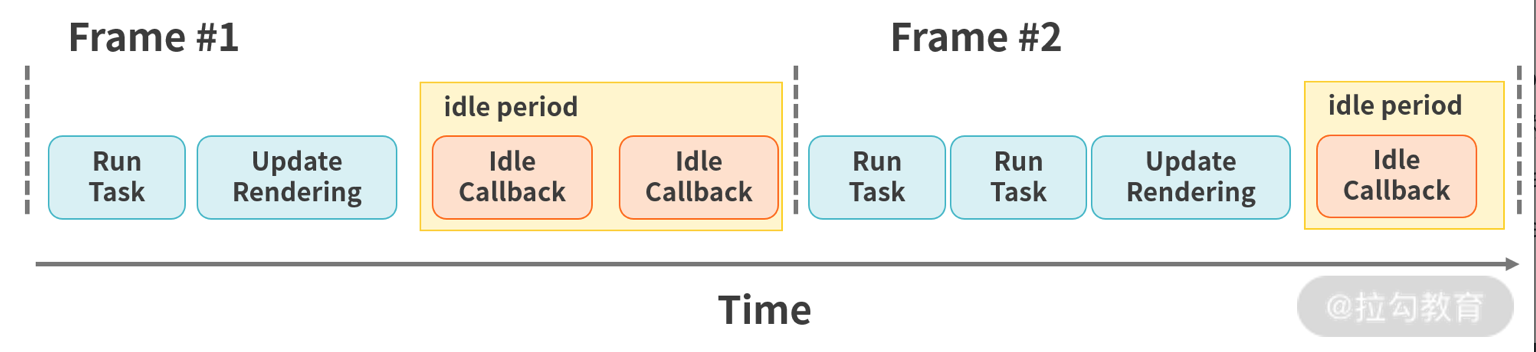 Frame #1
Frame #2
idle period
idle period
Run
Task
Update
Rendering
Idle
Callback
Idle
Callback
Run
Task
Run
Task
Update
Rendering
Idle
Callback
Time
@拉勾教育